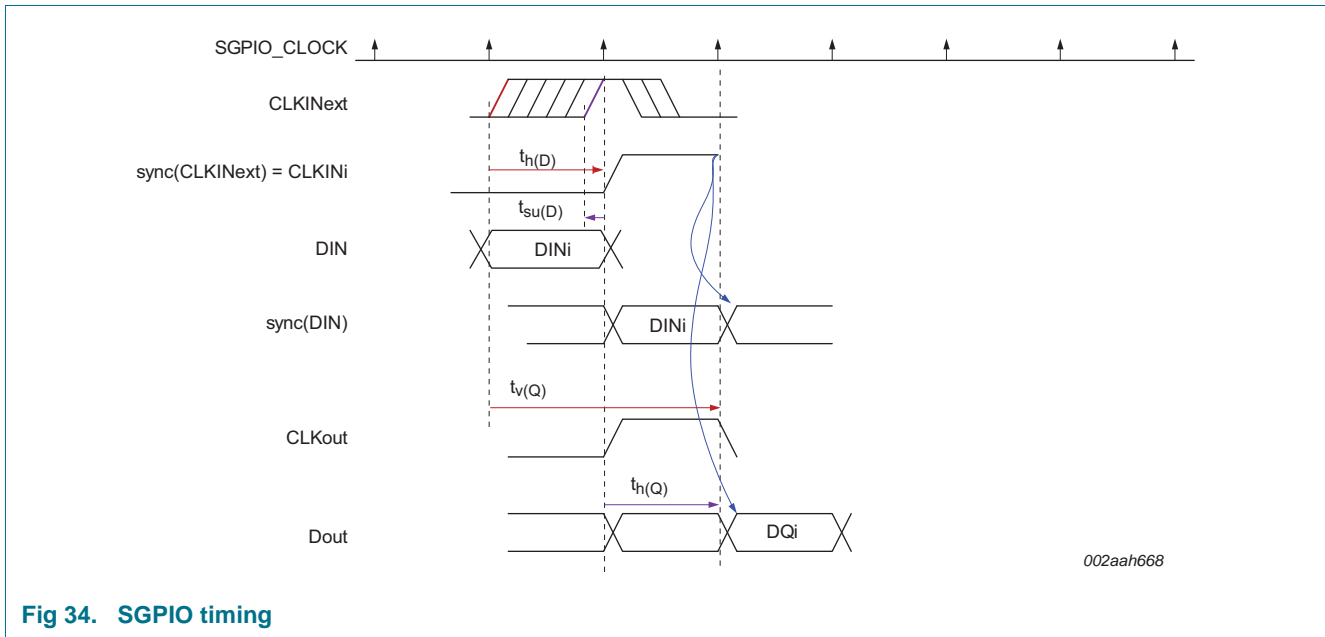 SGPIO_CLOCK
CLKINext
sync(CLKINext) = CLKINi
th(D)
tsu(D)
DIN
DINi
sync(DIN)
DINi
tv(Q)
CLKout
th(Q)
Dout
DQi
002aah668
Fig 34. SGPIO timing